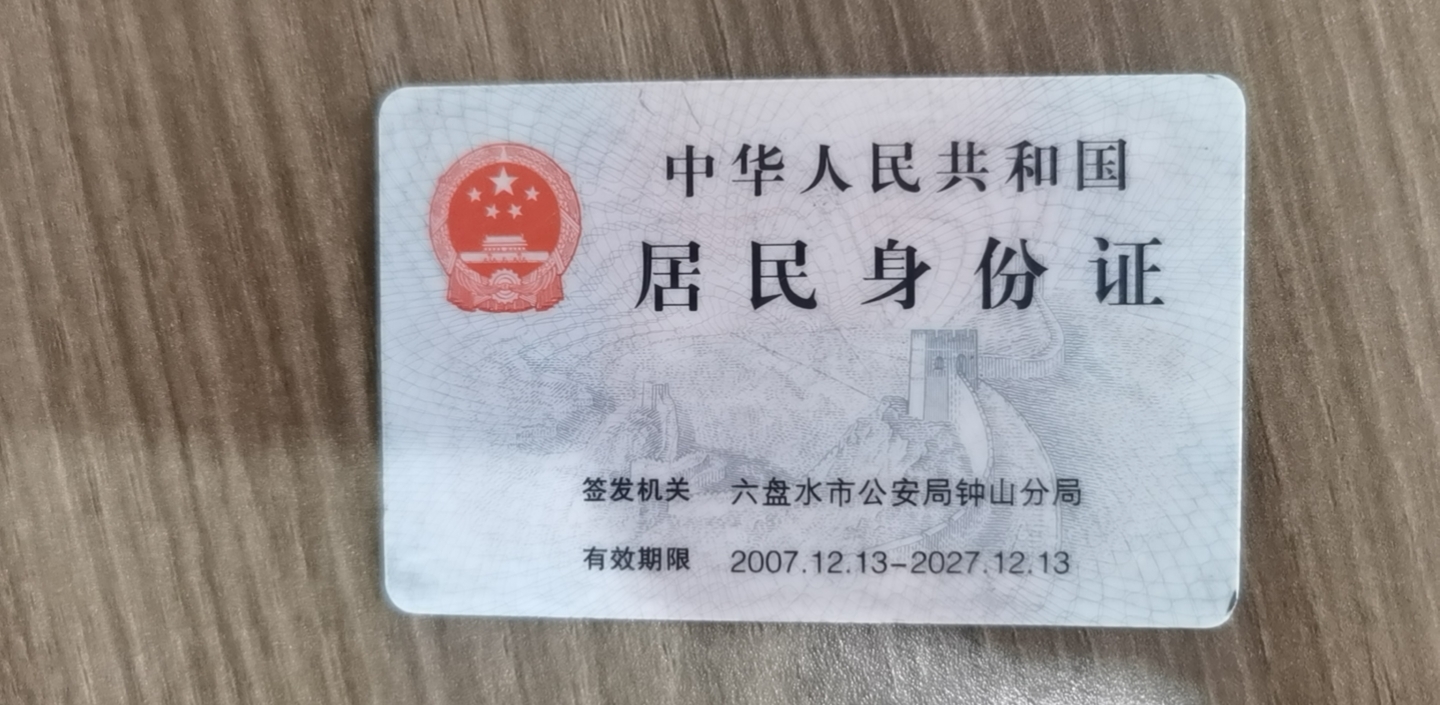 中华人民共和国
居民身份证
签发机关 六盘水市公安局钟山分局
有效期限 2007.12.13-2027.12.13